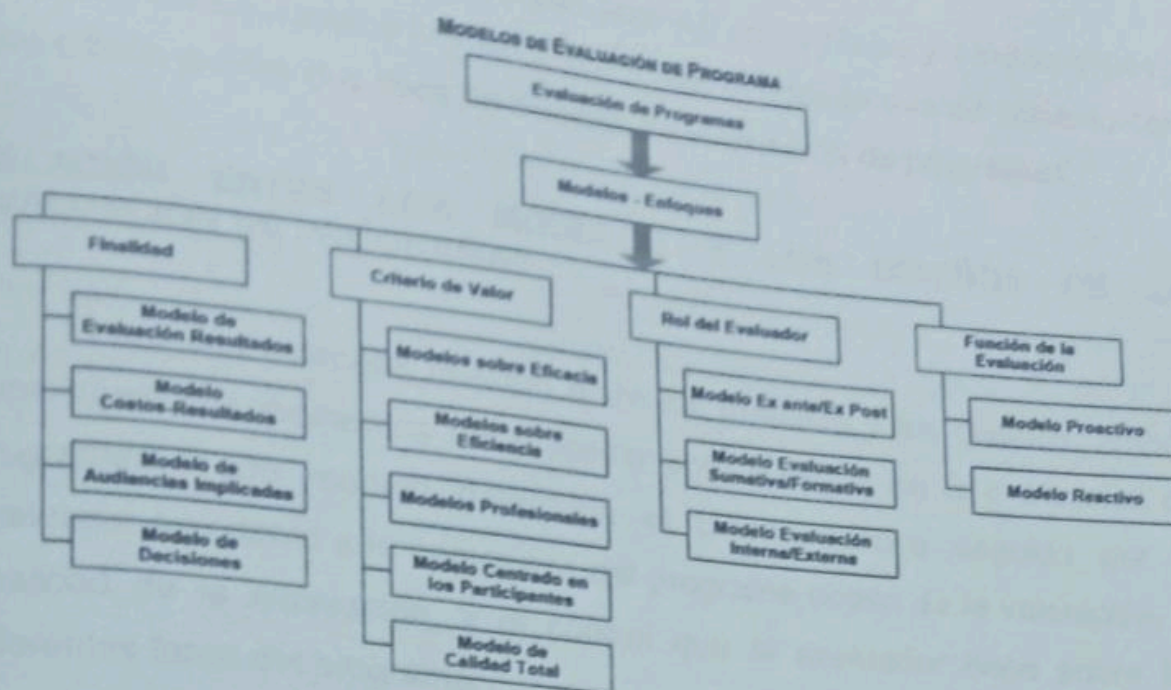 MODELOS DE EVALUACIÓN DE PROGRAMA
Evaluación de Programas
Modelos - Enfoques
Finalidad
Modelo de
Evaluación Resultados
Modelo
Costos-Resultados
Modelo de
Audiencias Implicadas
Modelo de
Decisiones
Criterio de Valor
Modelos sobre Eficacia
Modelos sobre
Eficiencia
Modelos Profesionales
Modelo Centrado en
los Participantes
Modelo de
Calidad Total
Rol del Evaluador
Modelo Ex ante/Ex Post
Modelo Evaluación
Sumativa/Formativa
Modelo Evaluación
Interna/Externa
Función de la
Evaluación
Modelo Proactivo
Modelo Reactivo